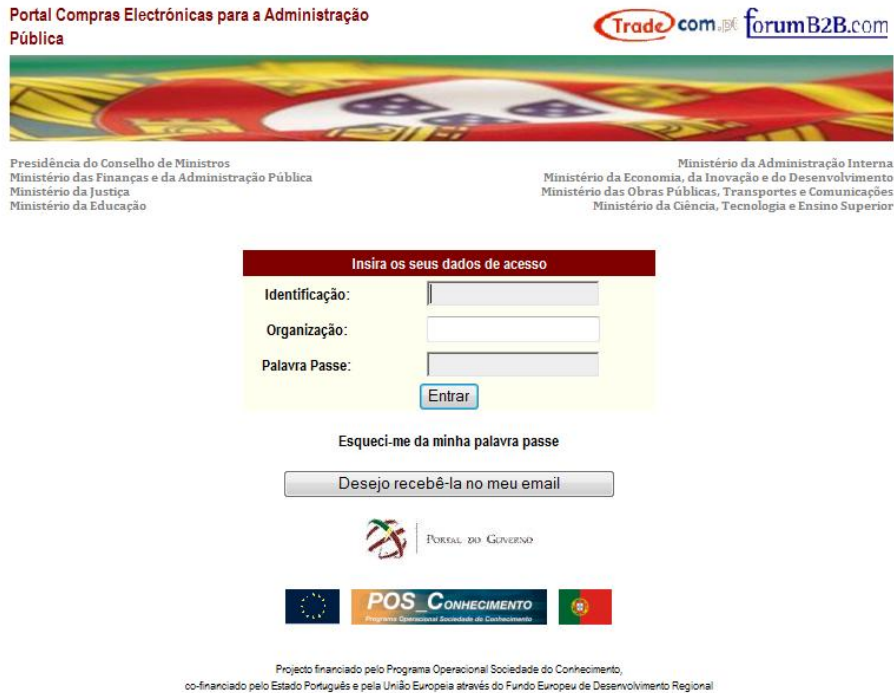 Portal Compras Electrónicas para a Administração
Pública
Trade com.pt forumB2B.com
Presidência do Conselho de Ministros
Ministério das Finanças e da Administração Pública
Ministério da Justiça
Ministério da Educação
Ministério da Administração Interna
Ministério da Economia, da Inovação e do Desenvolvimento
Ministério das Obras Públicas, Transportes e Comunicações
Ministério da Ciência, Tecnologia e Ensino Superior
Insira os seus dados de acesso
Identificação:
Organização:
Palavra Passe:
Entrar
Esqueci-me da minha palavra passe
Desejo recebê-la no meu email
Portal do Governo
POS_Conhecimento
Programa Operacional Sociedade do Conhecimento
Projecto financiado pelo Programa Operacional Sociedade do Conhecimento,
co-financiado pelo Estado Português e pela União Europeia através do Fundo Europeu de Desenvolvimento Regional